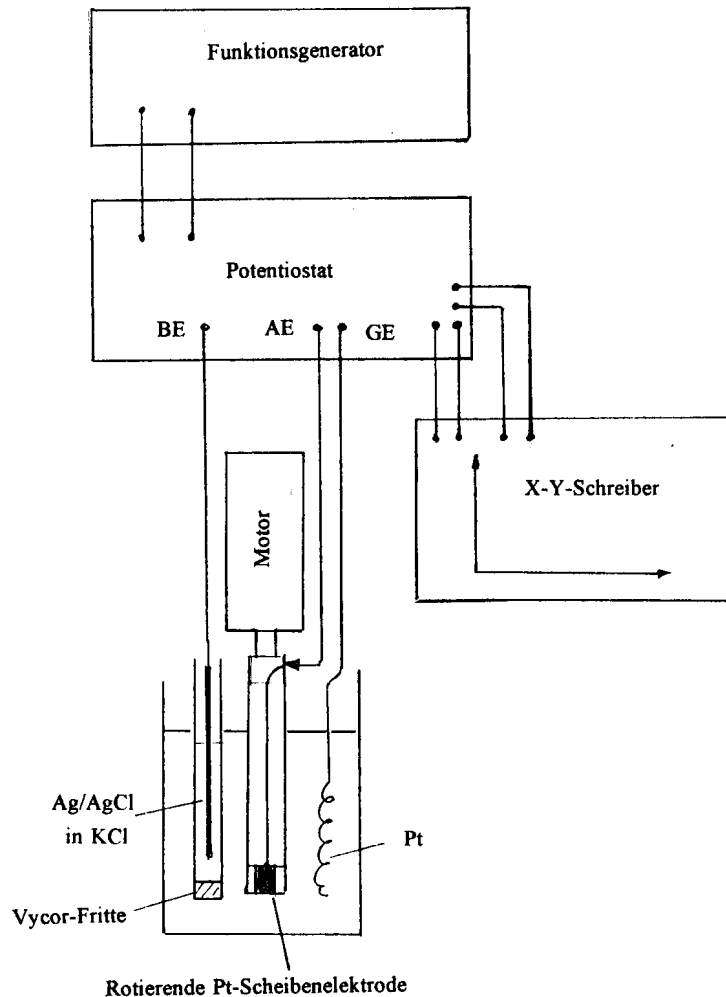 Funktionsgenerator
Potentiostat
BE
AE
GE
X-Y-Schreiber
Motor
Ag/AgCl
in KCl
Pt
Vycor-Fritte
Rotierende Pt-Scheibenelektrode